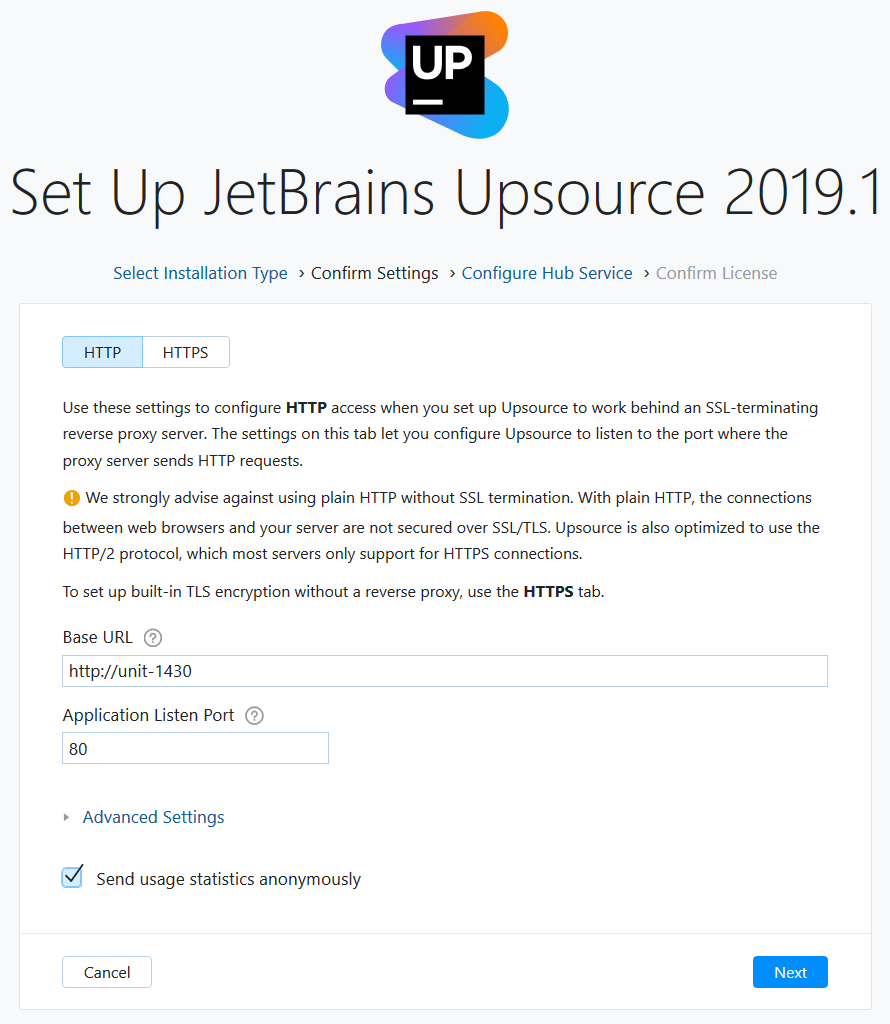 UP
Set Up JetBrains Upsource 2019.1
Select Installation Type › Confirm Settings › Configure Hub Service › Confirm License
HTTP HTTPS
Use these settings to configure HTTP access when you set up Upsource to work behind an SSL-terminating
reverse proxy server. The settings on this tab let you configure Upsource to listen to the port where the
proxy server sends HTTP requests.
! We strongly advise against using plain HTTP without SSL termination. With plain HTTP, the connections
between web browsers and your server are not secured over SSL/TLS. Upsource is also optimized to use the
HTTP/2 protocol, which most servers only support for HTTPS connections.
To set up built-in TLS encryption without a reverse proxy, use the HTTPS tab.
Base URL ?
http://unit-1430
Application Listen Port ?
80
Advanced Settings
Send usage statistics anonymously
Cancel Next